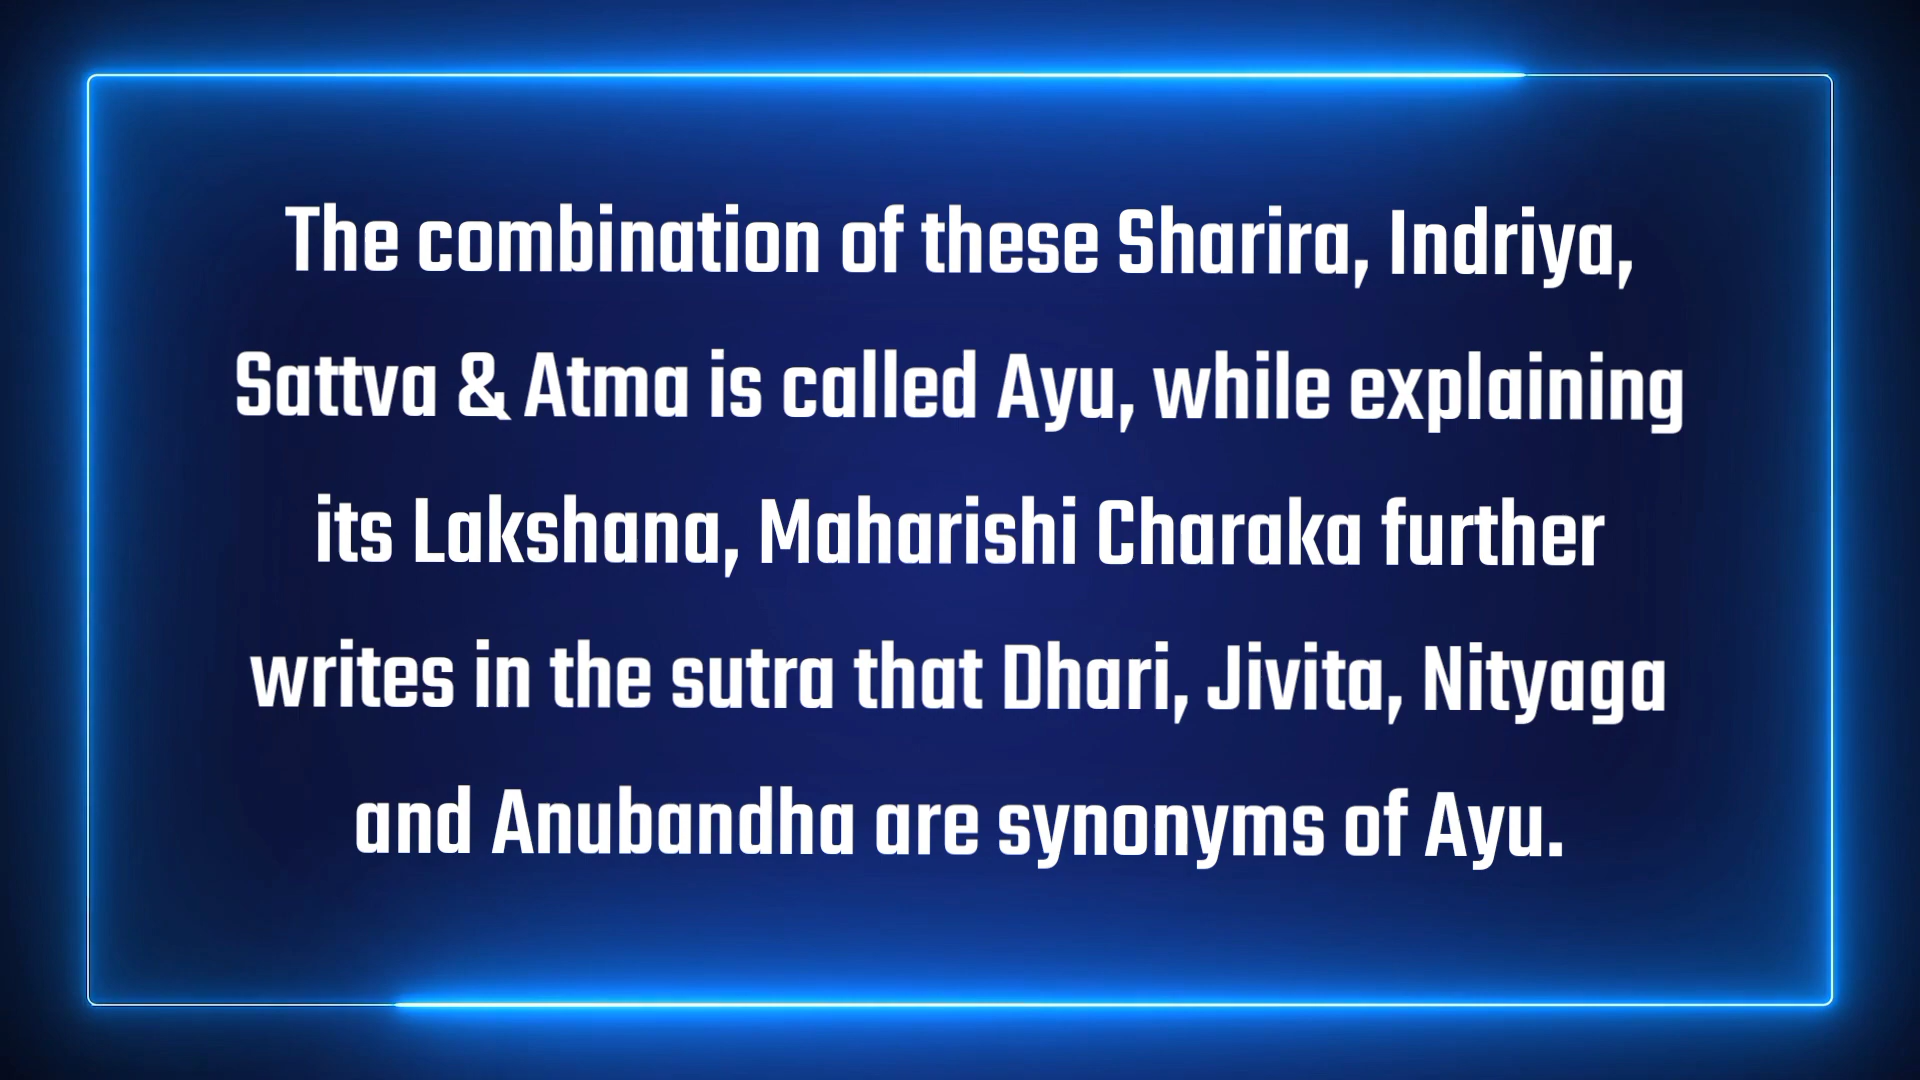 The combination of these Sharira, Indriya,
Sattva & Atma is called Ayu, while explaining
its Lakshana, Maharishi Charaka further
writes in the sutra that Dhari, Jivita, Nityaga
and Anubandha are synonyms of Ayu.